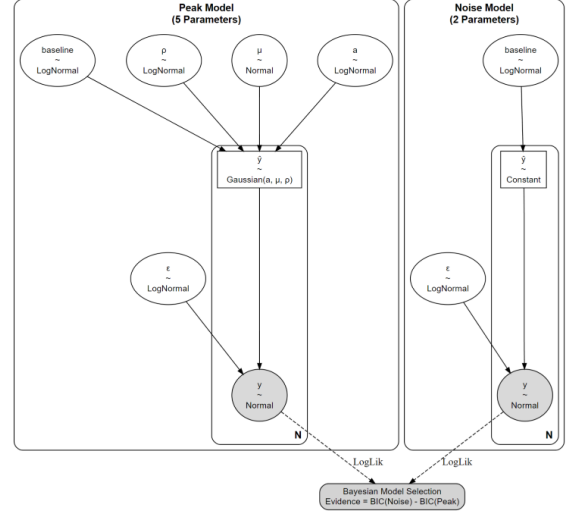 Peak Model
(5 Parameters)
baseline
~
LogNormal
ρ
~
LogNormal
μ
~
Normal
a
~
LogNormal
ŷ
~
Gaussian(a, μ, ρ)
ε
~
LogNormal
y
~
Normal
N
Noise Model
(2 Parameters)
baseline
~
LogNormal
ŷ
~
Constant
ε
~
LogNormal
y
~
Normal
N
LogLik
LogLik
Bayesian Model Selection
Evidence = BIC(Noise) - BIC(Peak)